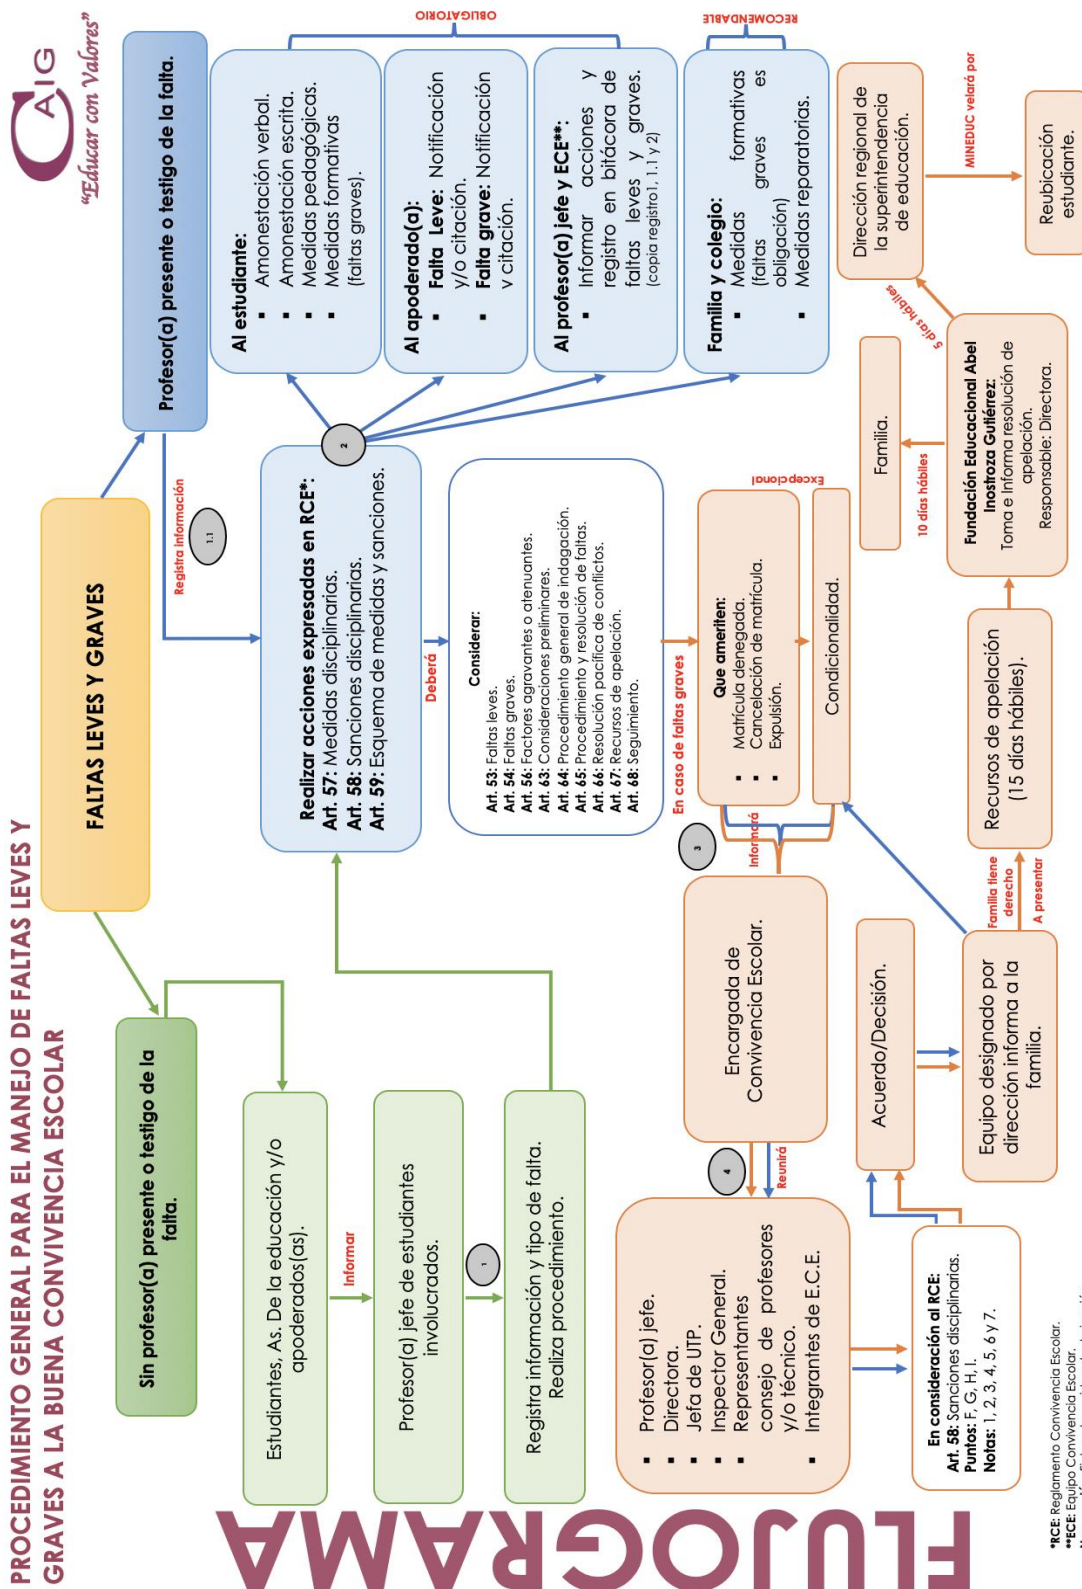 PROCEDIMIENTO GENERAL PARA EL MANEJO DE FALTAS LEVES Y
GRAVES A LA BUENA CONVIVENCIA ESCOLAR
CAIG
"Educar con Valores"
FLUJOGRAMA
FALTAS LEVES Y GRAVES
Sin profesor(a) presente o testigo de la
falta.
Estudiantes, As. De la educación y/o
apoderados(as).
Informar
Profesor(a) jefe de estudiantes
involucrados.
1
Registra información y tipo de falta.
Realiza procedimiento.
Profesor(a) presente o testigo de la falta.
Registra información
1.1
Realizar acciones expresadas en RCE*:
Art. 57: Medidas disciplinarias.
Art. 58: Sanciones disciplinarias.
Art. 59: Esquema de medidas y sanciones.
2
Al estudiante:
▪ Amonestación verbal.
▪ Amonestación escrita.
▪ Medidas pedagógicas.
▪ Medidas formativas
(faltas graves).
Al apoderado(a):
▪ Falta Leve: Notificación
y/o citación.
▪ Falta grave: Notificación
y citación.
Al profesor(a) jefe y ECE**:
▪ Informar acciones y
registro en bitácora de
faltas leves y graves.
(copia registro1, 1.1 y 2)
OBLIGATORIO
Familia y colegio:
▪ Medidas formativas
(faltas graves es
obligación)
▪ Medidas reparatorias.
RECOMENDABLE
Deberá
Considerar:
Art. 53: Faltas leves.
Art. 54: Faltas graves.
Art. 56: Factores agravantes o atenuantes.
Art. 63: Consideraciones preliminares.
Art. 64: Procedimiento general de indagación.
Art. 65: Procedimiento y resolución de faltas.
Art. 66: Resolución pacífica de conflictos.
Art. 67: Recursos de apelación.
Art. 68: Seguimiento.
En caso de faltas graves
Que ameriten:
▪ Matrícula denegada.
▪ Cancelación de matrícula.
▪ Expulsión.
Excepcional
Condicionalidad.
3
Informará
Encargada de
Convivencia Escolar.
4
Reunirá
▪ Profesor(a) jefe.
▪ Directora.
▪ Jefa de UTP.
▪ Inspector General.
▪ Representantes
consejo de profesores
y/o técnico.
▪ Integrantes de E.C.E.
En consideración al RCE:
Art. 58: Sanciones disciplinarias.
Puntos: F, G, H, I.
Notas: 1, 2, 3, 4, 5, 6 y 7.
Acuerdo/Decisión.
Equipo designado por
dirección informa a la
familia.
Familia tiene
derecho
A presentar
Recursos de apelación
(15 días hábiles).
Fundación Educacional Abel
Inostroza Gutiérrez:
Toma e Informa resolución de
apelación.
Responsable: Directora.
10 días hábiles
Familia.
5 días hábiles
Dirección regional de
la superintendencia
de educación.
MINEDUC velará por
Reubicación
estudiante.
*RCE: Reglamento Convivencia Escolar.
**ECE: Equipo Convivencia Escolar.